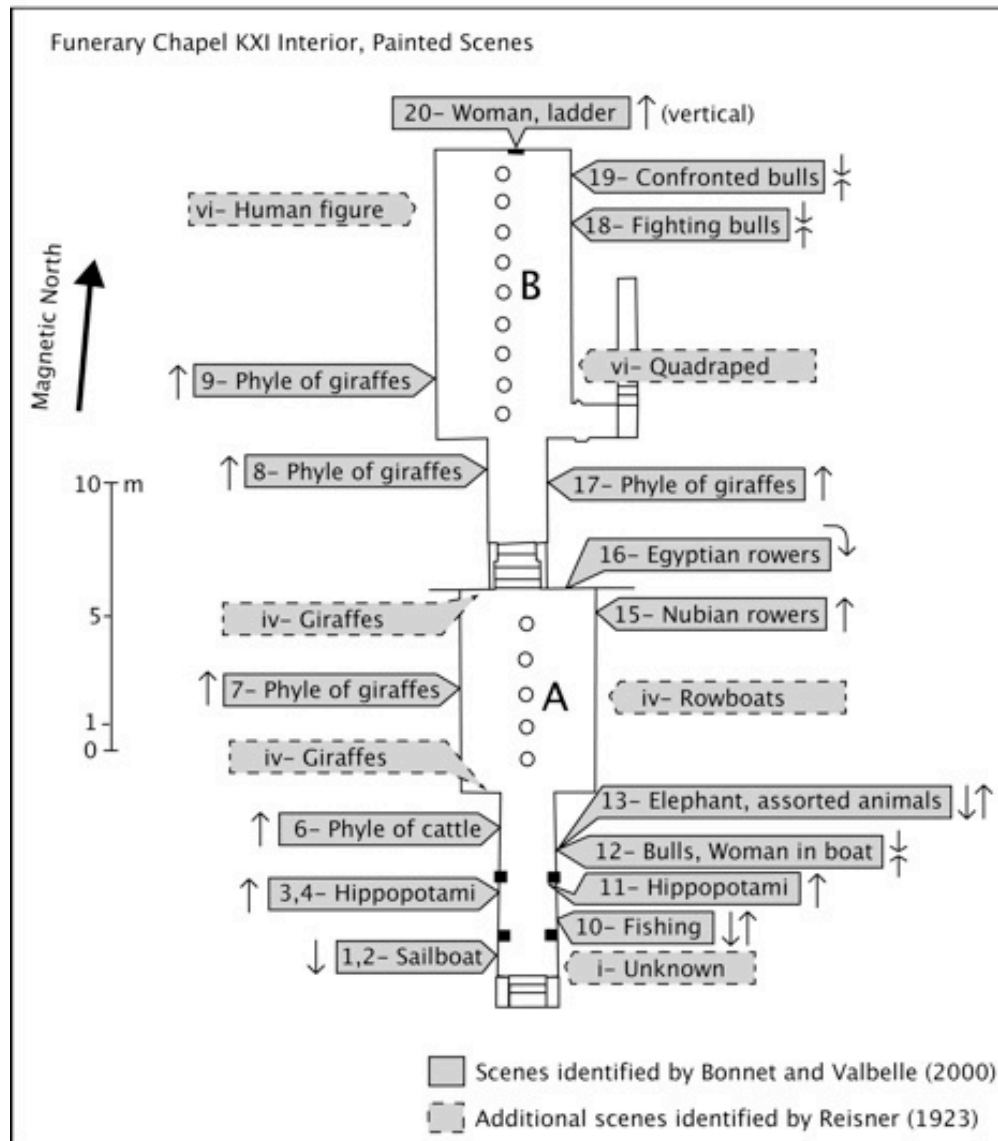 Funerary Chapel KXI Interior, Painted Scenes
20– Woman, ladder
(vertical)
19– Confronted bulls
vi– Human figure
18– Fighting bulls
Magnetic North
B
vi– Quadraped
9– Phyle of giraffes
8– Phyle of giraffes
10 m
17– Phyle of giraffes
16– Egyptian rowers
iv– Giraffes
5
15– Nubian rowers
7– Phyle of giraffes
A
iv– Rowboats
1
0
iv– Giraffes
13– Elephant, assorted animals
6– Phyle of cattle
12– Bulls, Woman in boat
3,4– Hippopotami
11– Hippopotami
10– Fishing
1,2– Sailboat
i– Unknown
Scenes identified by Bonnet and Valbelle (2000)
Additional scenes identified by Reisner (1923)